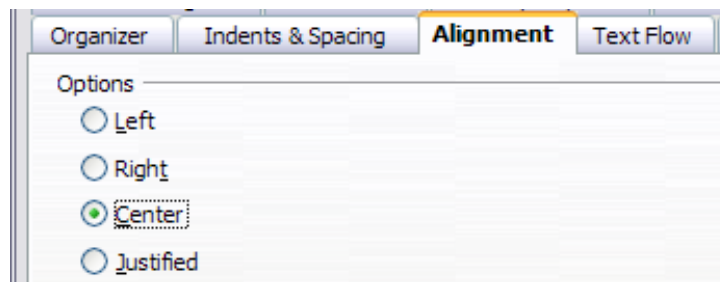 Organizer Indents & Spacing Alignment Text Flow
Options
Left
Right
Center
Justified